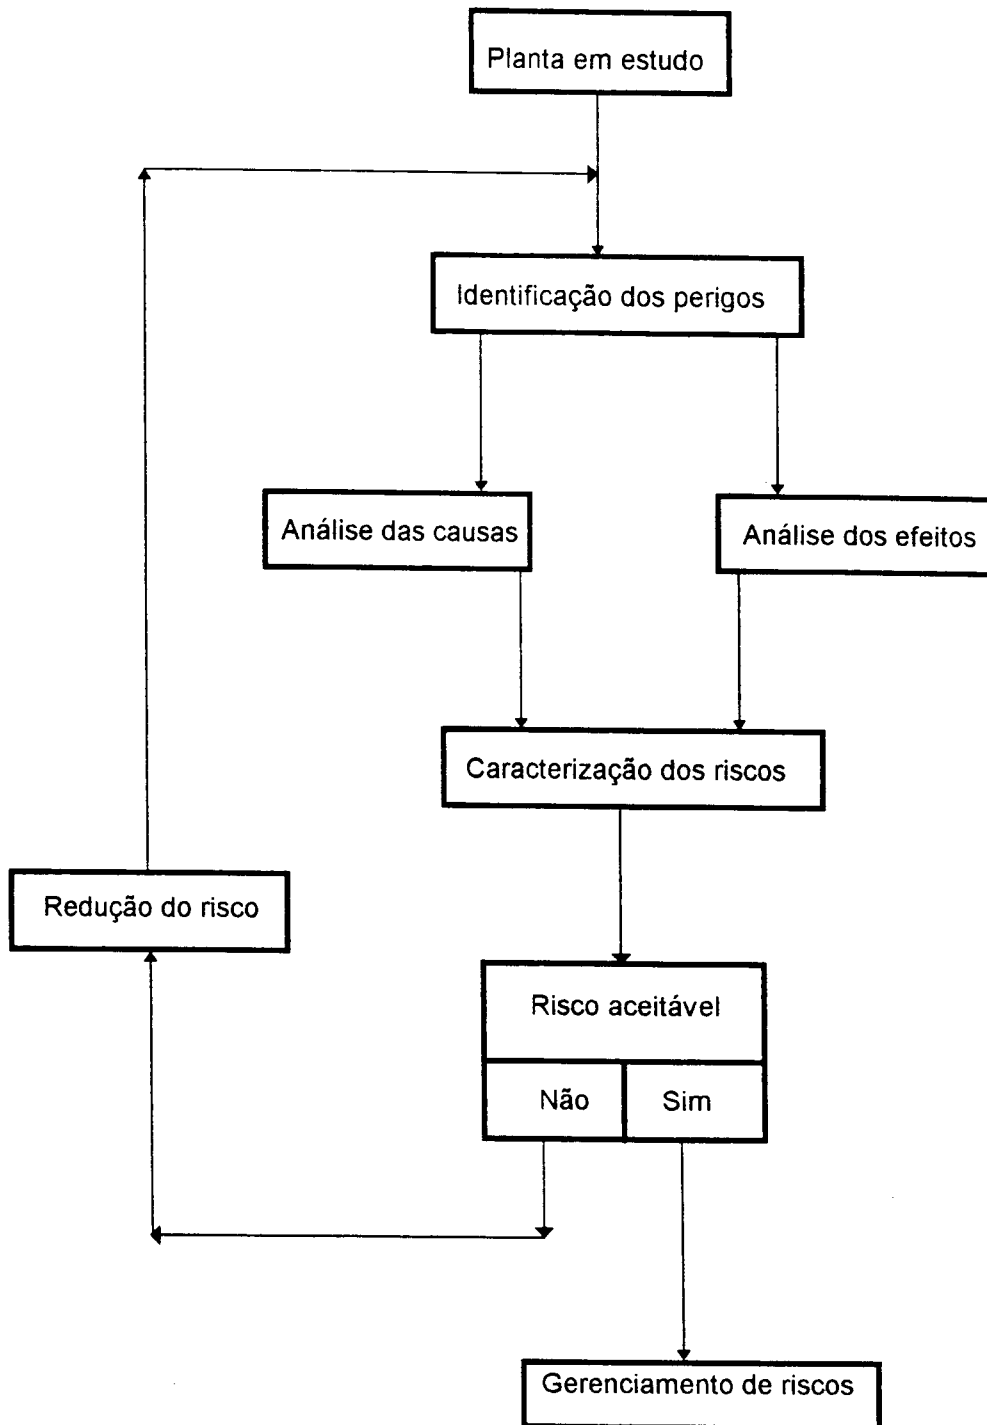 Planta em estudo
Identificação dos perigos
Análise das causas
Análise dos efeitos
Caracterização dos riscos
Redução do risco
Risco aceitável
Não
Sim
Gerenciamento de riscos